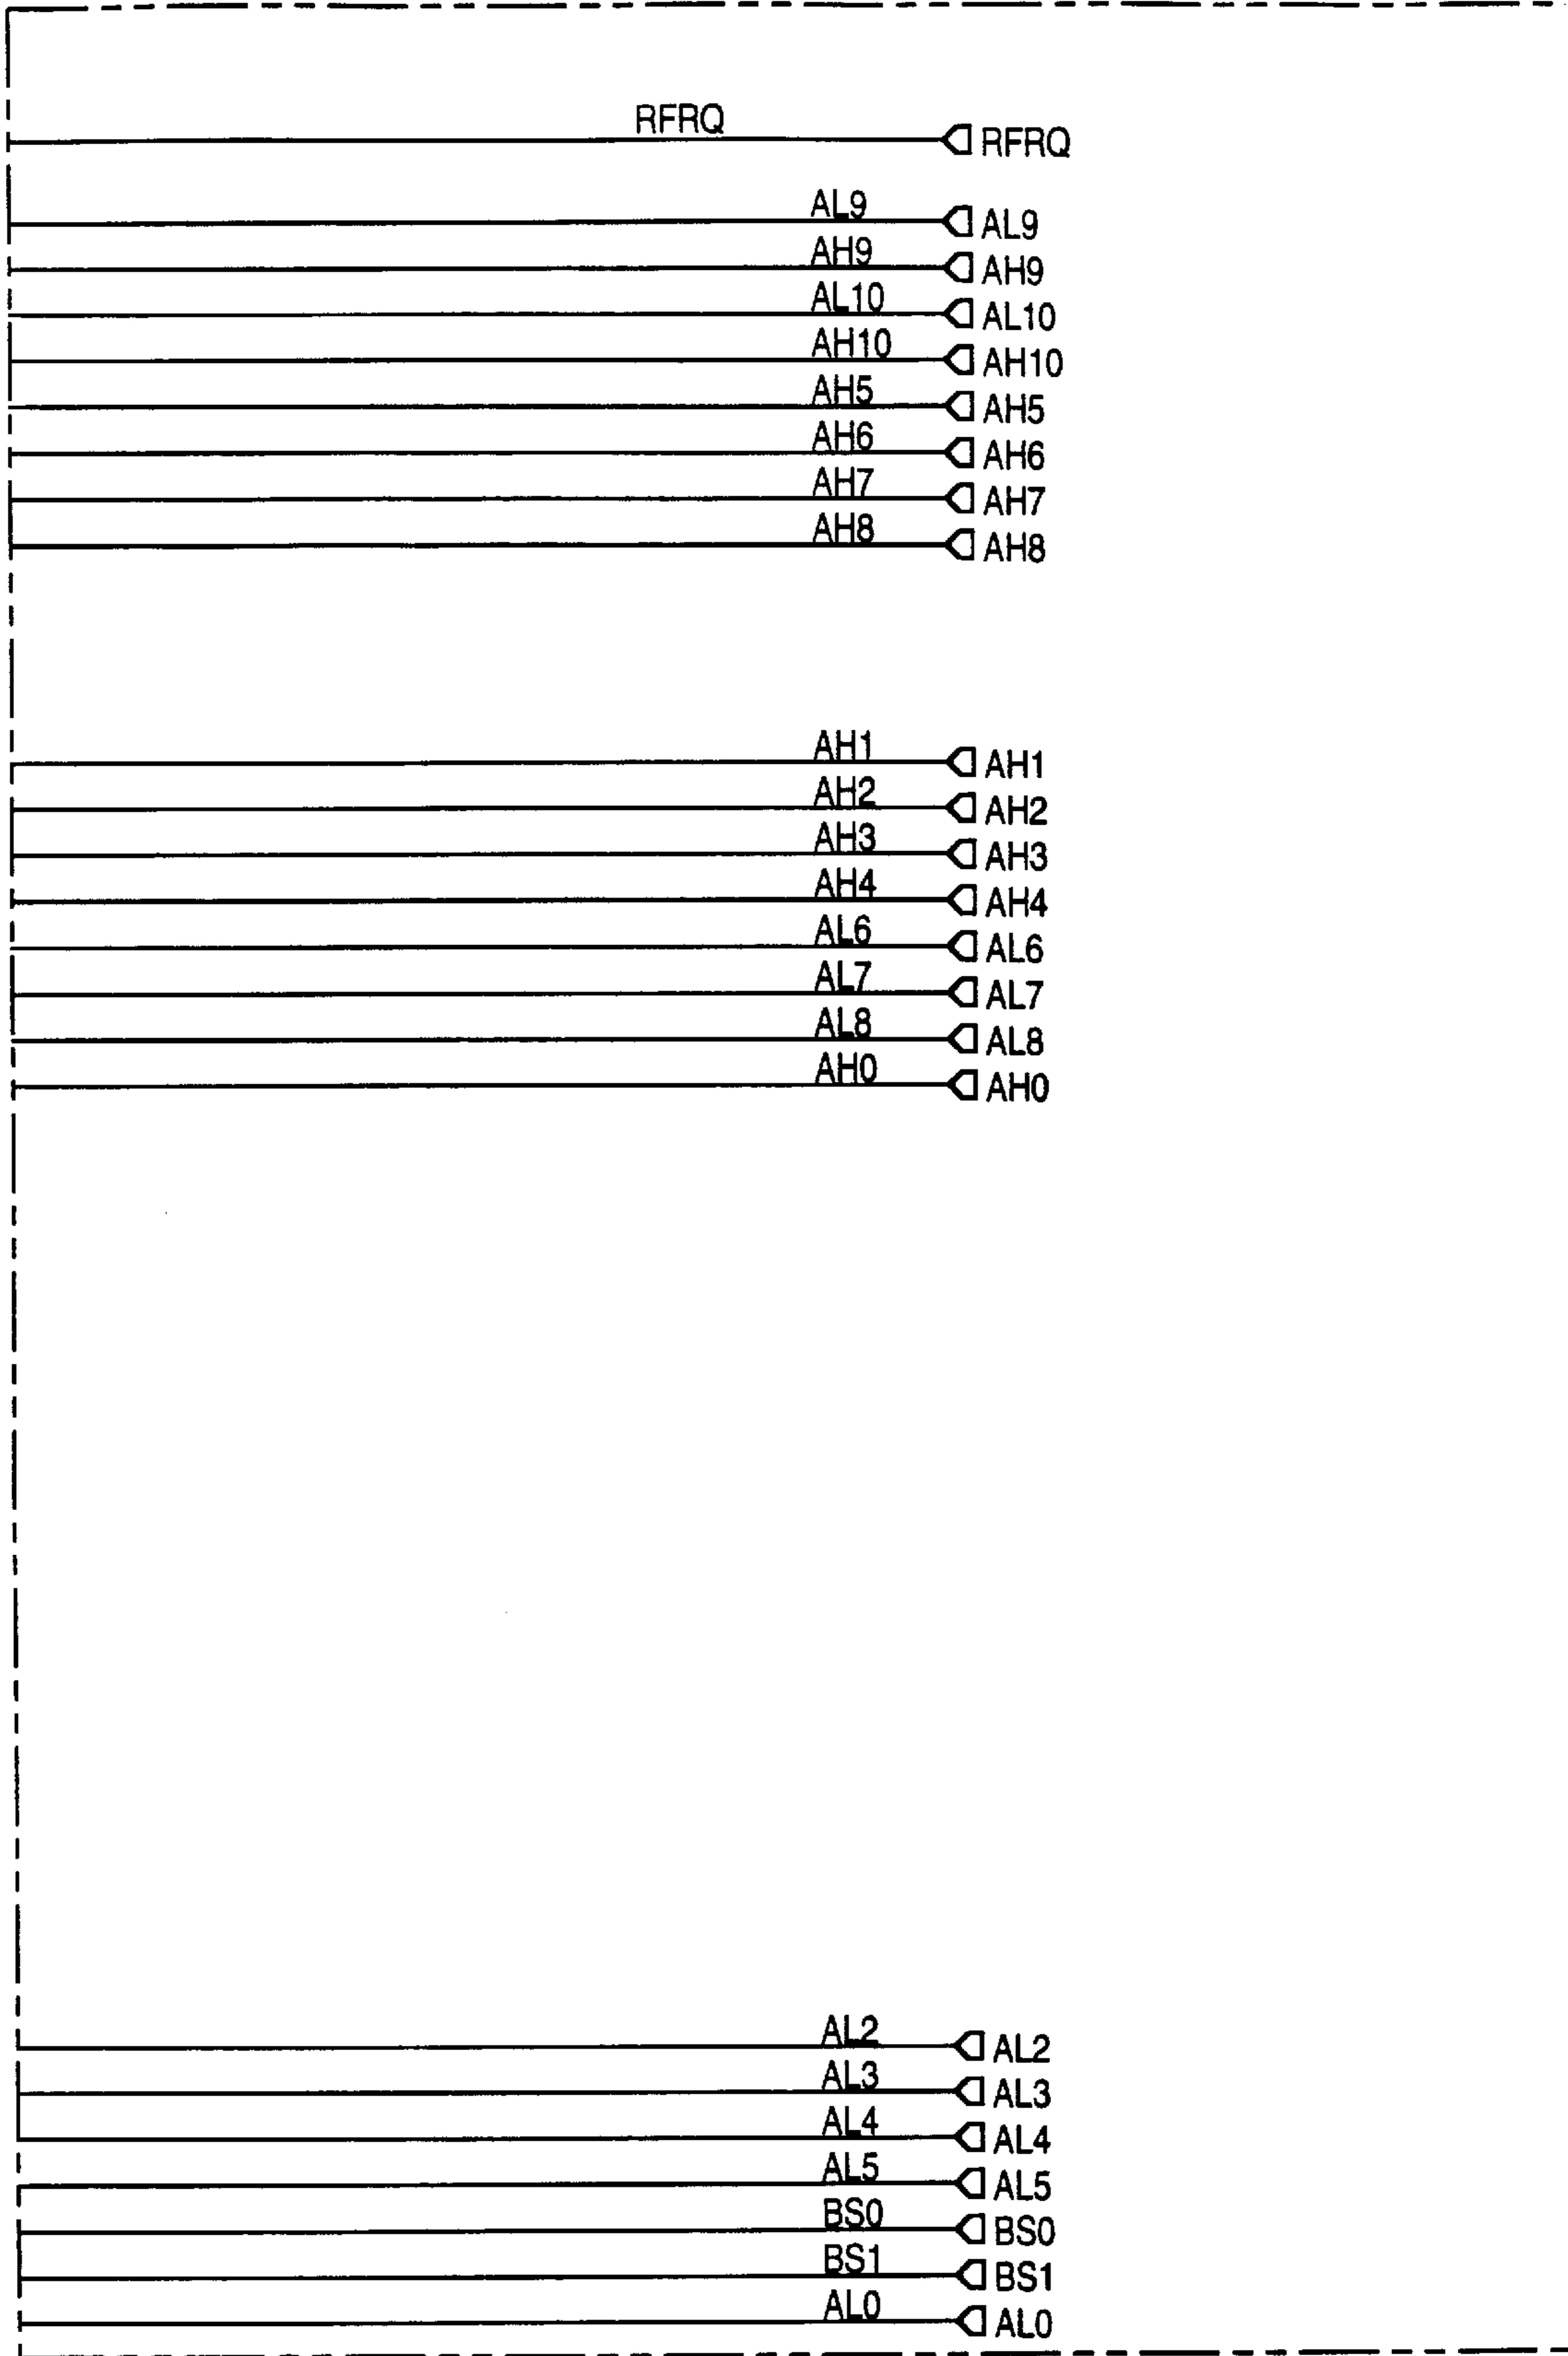 RFRQ RFRQ
AL9 AL9
AH9 AH9
AL10 AL10
AH10 AH10
AH5 AH5
AH6 AH6
AH7 AH7
AH8 AH8
AH1 AH1
AH2 AH2
AH3 AH3
AH4 AH4
AL6 AL6
AL7 AL7
AL8 AL8
AH0 AH0
AL2 AL2
AL3 AL3
AL4 AL4
AL5 AL5
BS0 BS0
BS1 BS1
AL0 AL0